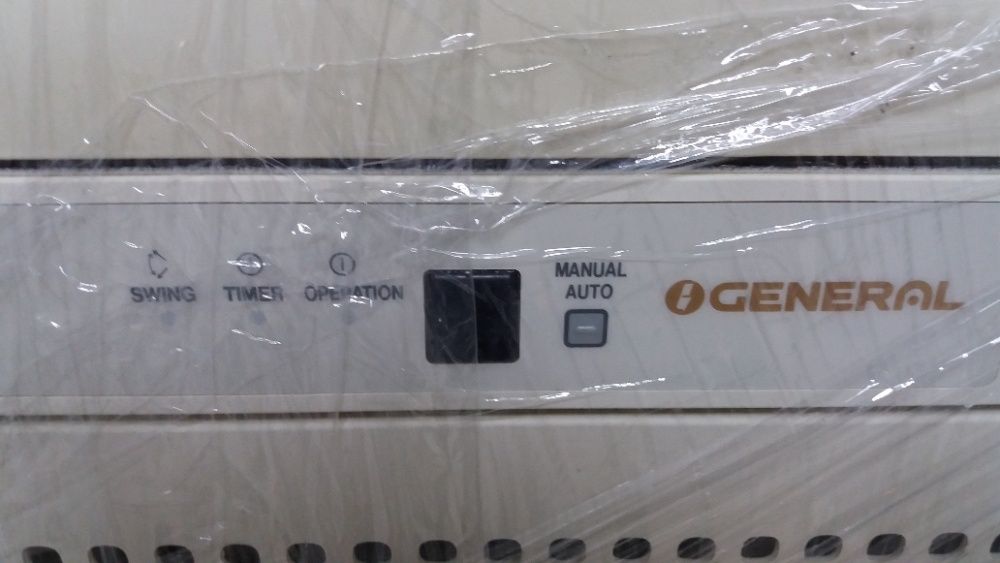 SWING TIMER OPERATION
MANUAL
AUTO
GENERAL